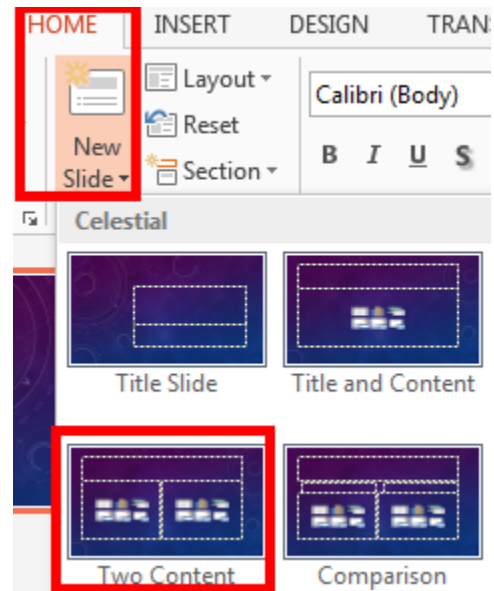 HOME INSERT DESIGN TRANS
Layout
Calibri (Body)
New
Slide
Reset
Section
B I U S
Celestial
Title Slide Title and Content
Two Content Comparison